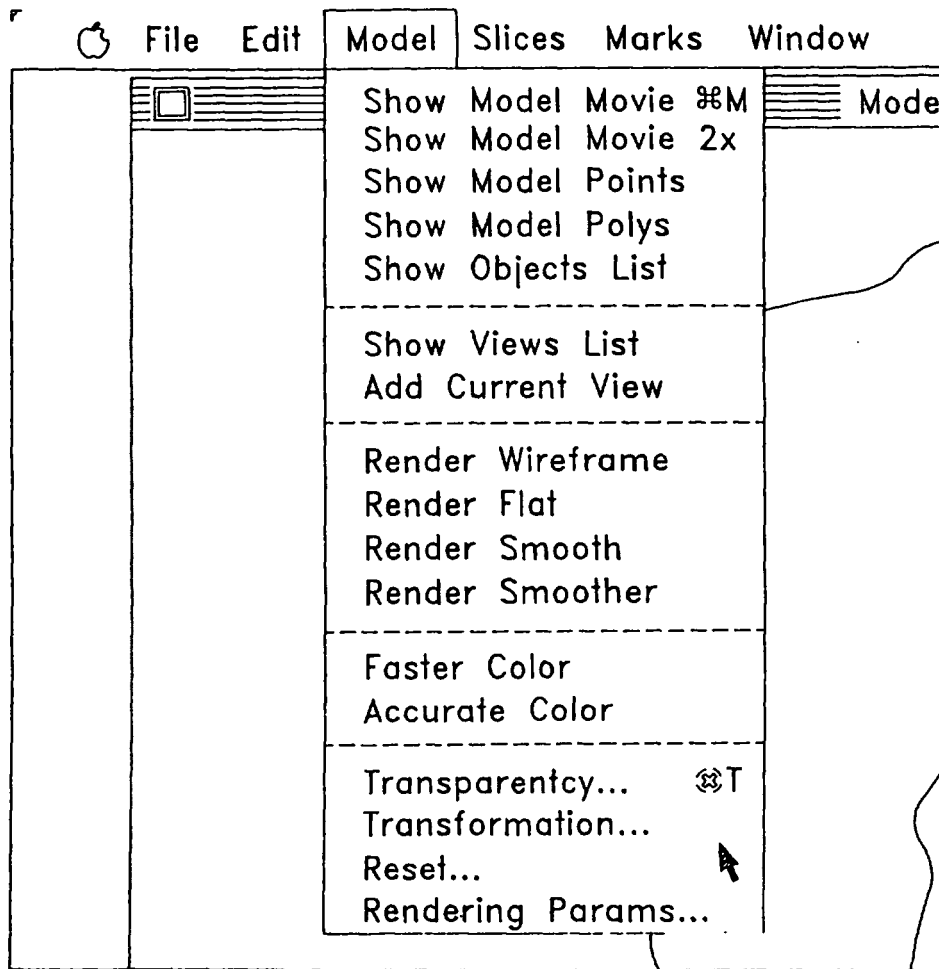 File Edit Model Slices Marks Window
Mode
Show Model Movie ⌘M
Show Model Movie 2x
Show Model Points
Show Model Polys
Show Objects List
Show Views List
Add Current View
Render Wireframe
Render Flat
Render Smooth
Render Smoother
Faster Color
Accurate Color
Transparentcy... ⌘T
Transformation...
Reset...
Rendering Params...